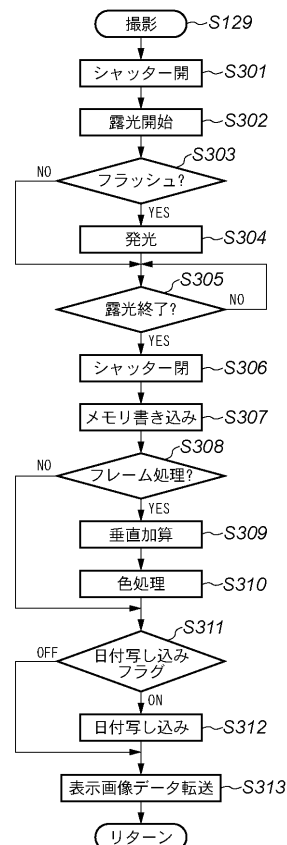 撮影
S129
シャッター開
S301
露光開始
S302
S303
フラッシュ?
NO
YES
発光
S304
S305
露光終了?
NO
YES
シャッター閉
S306
メモリ書き込み
S307
S308
フレーム処理?
NO
YES
垂直加算
S309
色処理
S310
S311
日付写し込み
フラグ
OFF
ON
日付写し込み
S312
表示画像データ転送
S313
リターン